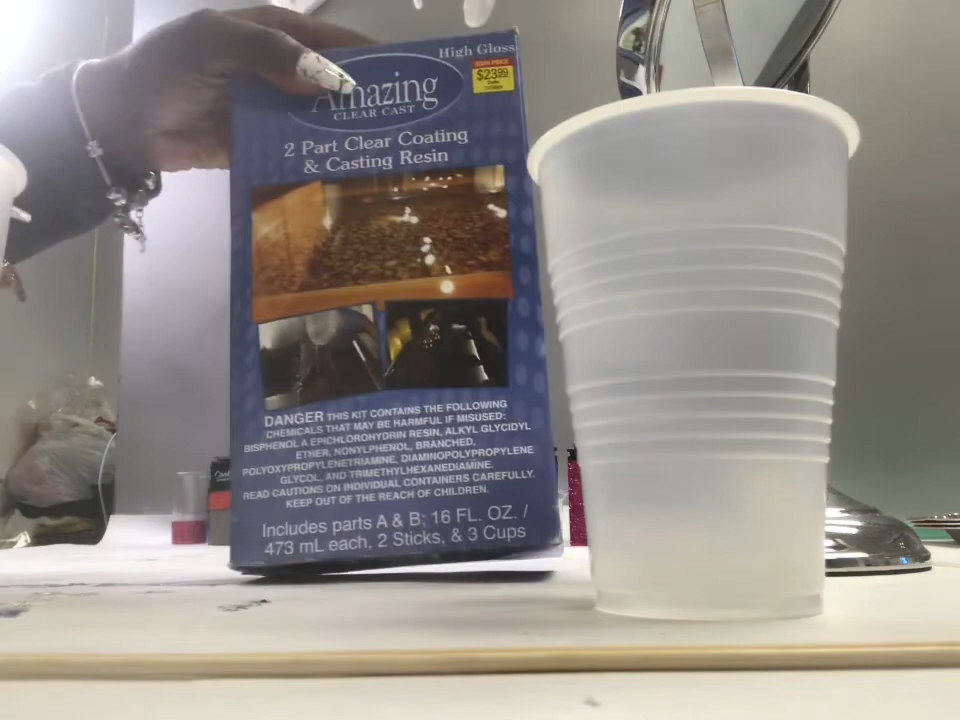 High Gloss
$23.99
Amazing
CLEAR CAST
2 Part Clear Coating
& Casting Resin
DANGER THIS KIT CONTAINS THE FOLLOWING
CHEMICALS THAT MAY BE HARMFUL IF MISUSED:
BISPHENOL A EPICHLOROHYDRIN RESIN, ALKYL GLYCIDYL
ETHER, NONYLPHENOL, BRANCHED,
POLYOXYPROPYLENETRIAMINE, DIAMINOPOLYPROPYLENE
GLYCOL, AND TRIMETHYLHEXANEDIAMINE.
READ CAUTIONS ON INDIVIDUAL CONTAINERS CAREFULLY.
KEEP OUT OF THE REACH OF CHILDREN.
Includes parts A & B; 16 FL. OZ. /
473 mL each, 2 Sticks, & 3 Cups